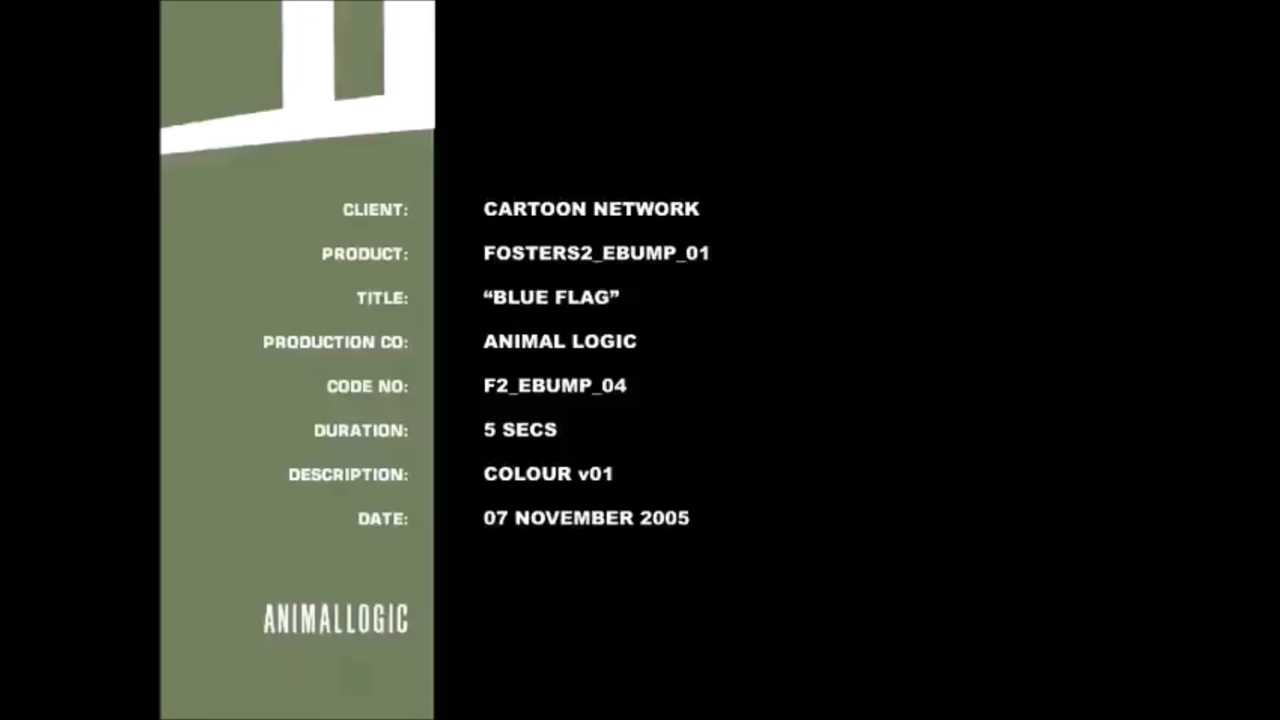 CLIENT: CARTOON NETWORK
PRODUCT: FOSTERS2_EBUMP_01
TITLE: “BLUE FLAG”
PRODUCTION CO: ANIMAL LOGIC
CODE NO: F2_EBUMP_04
DURATION: 5 SECS
DESCRIPTION: COLOUR v01
DATE: 07 NOVEMBER 2005
ANIMALLOGIC